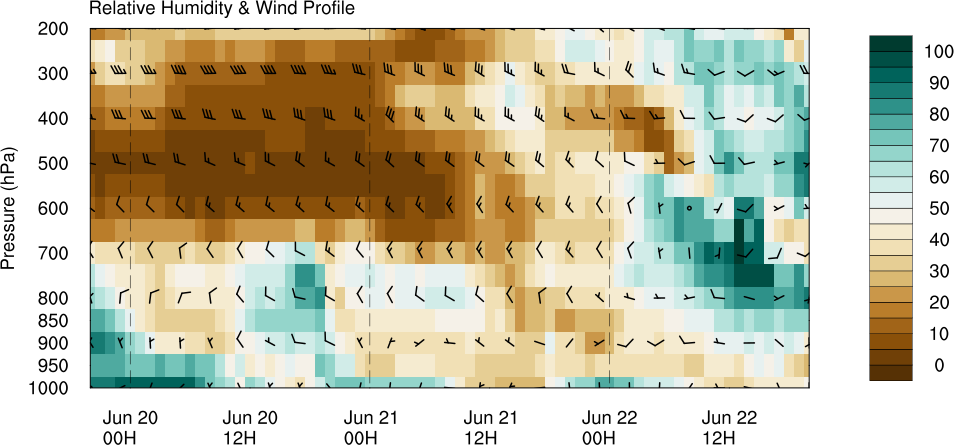 Relative Humidity & Wind Profile
200
300
400
500
600
700
800
850
900
950
1000
Pressure (hPa)
Jun 20 00H
Jun 20 12H
Jun 21 00H
Jun 21 12H
Jun 22 00H
Jun 22 12H
100
90
80
70
60
50
40
30
20
10
0